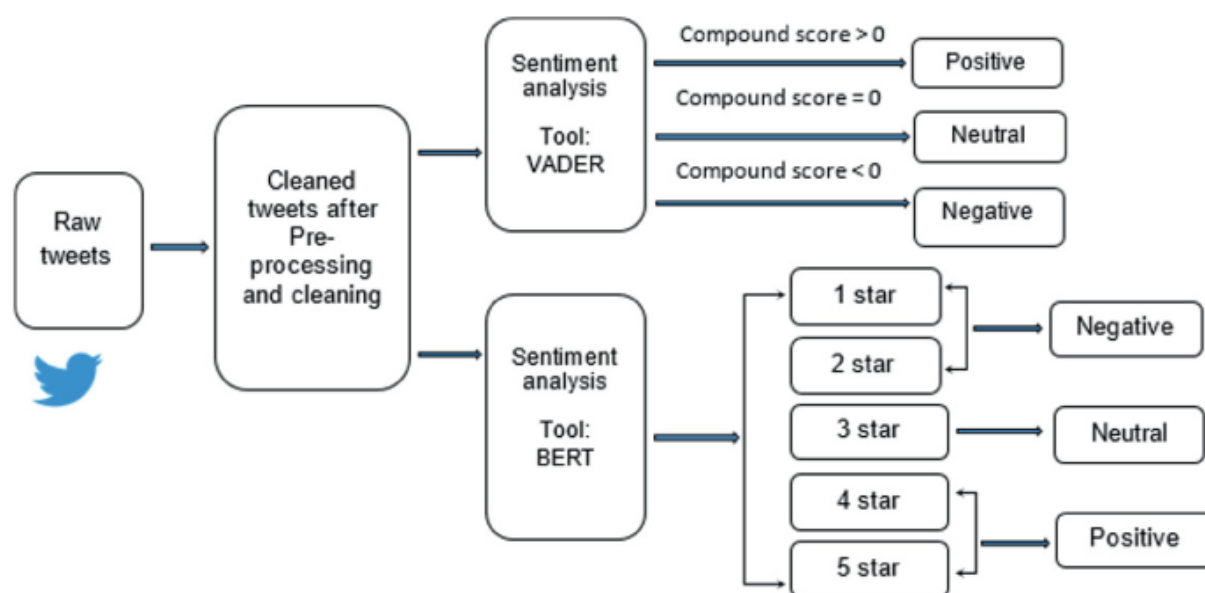 Raw
tweets
Cleaned
tweets after
Pre-
processing
and cleaning
Sentiment
analysis
Tool:
VADER
Compound score > 0
Positive
Compound score = 0
Neutral
Compound score < 0
Negative
Sentiment
analysis
Tool:
BERT
1 star
2 star
3 star
4 star
5 star
Negative
Neutral
Positive